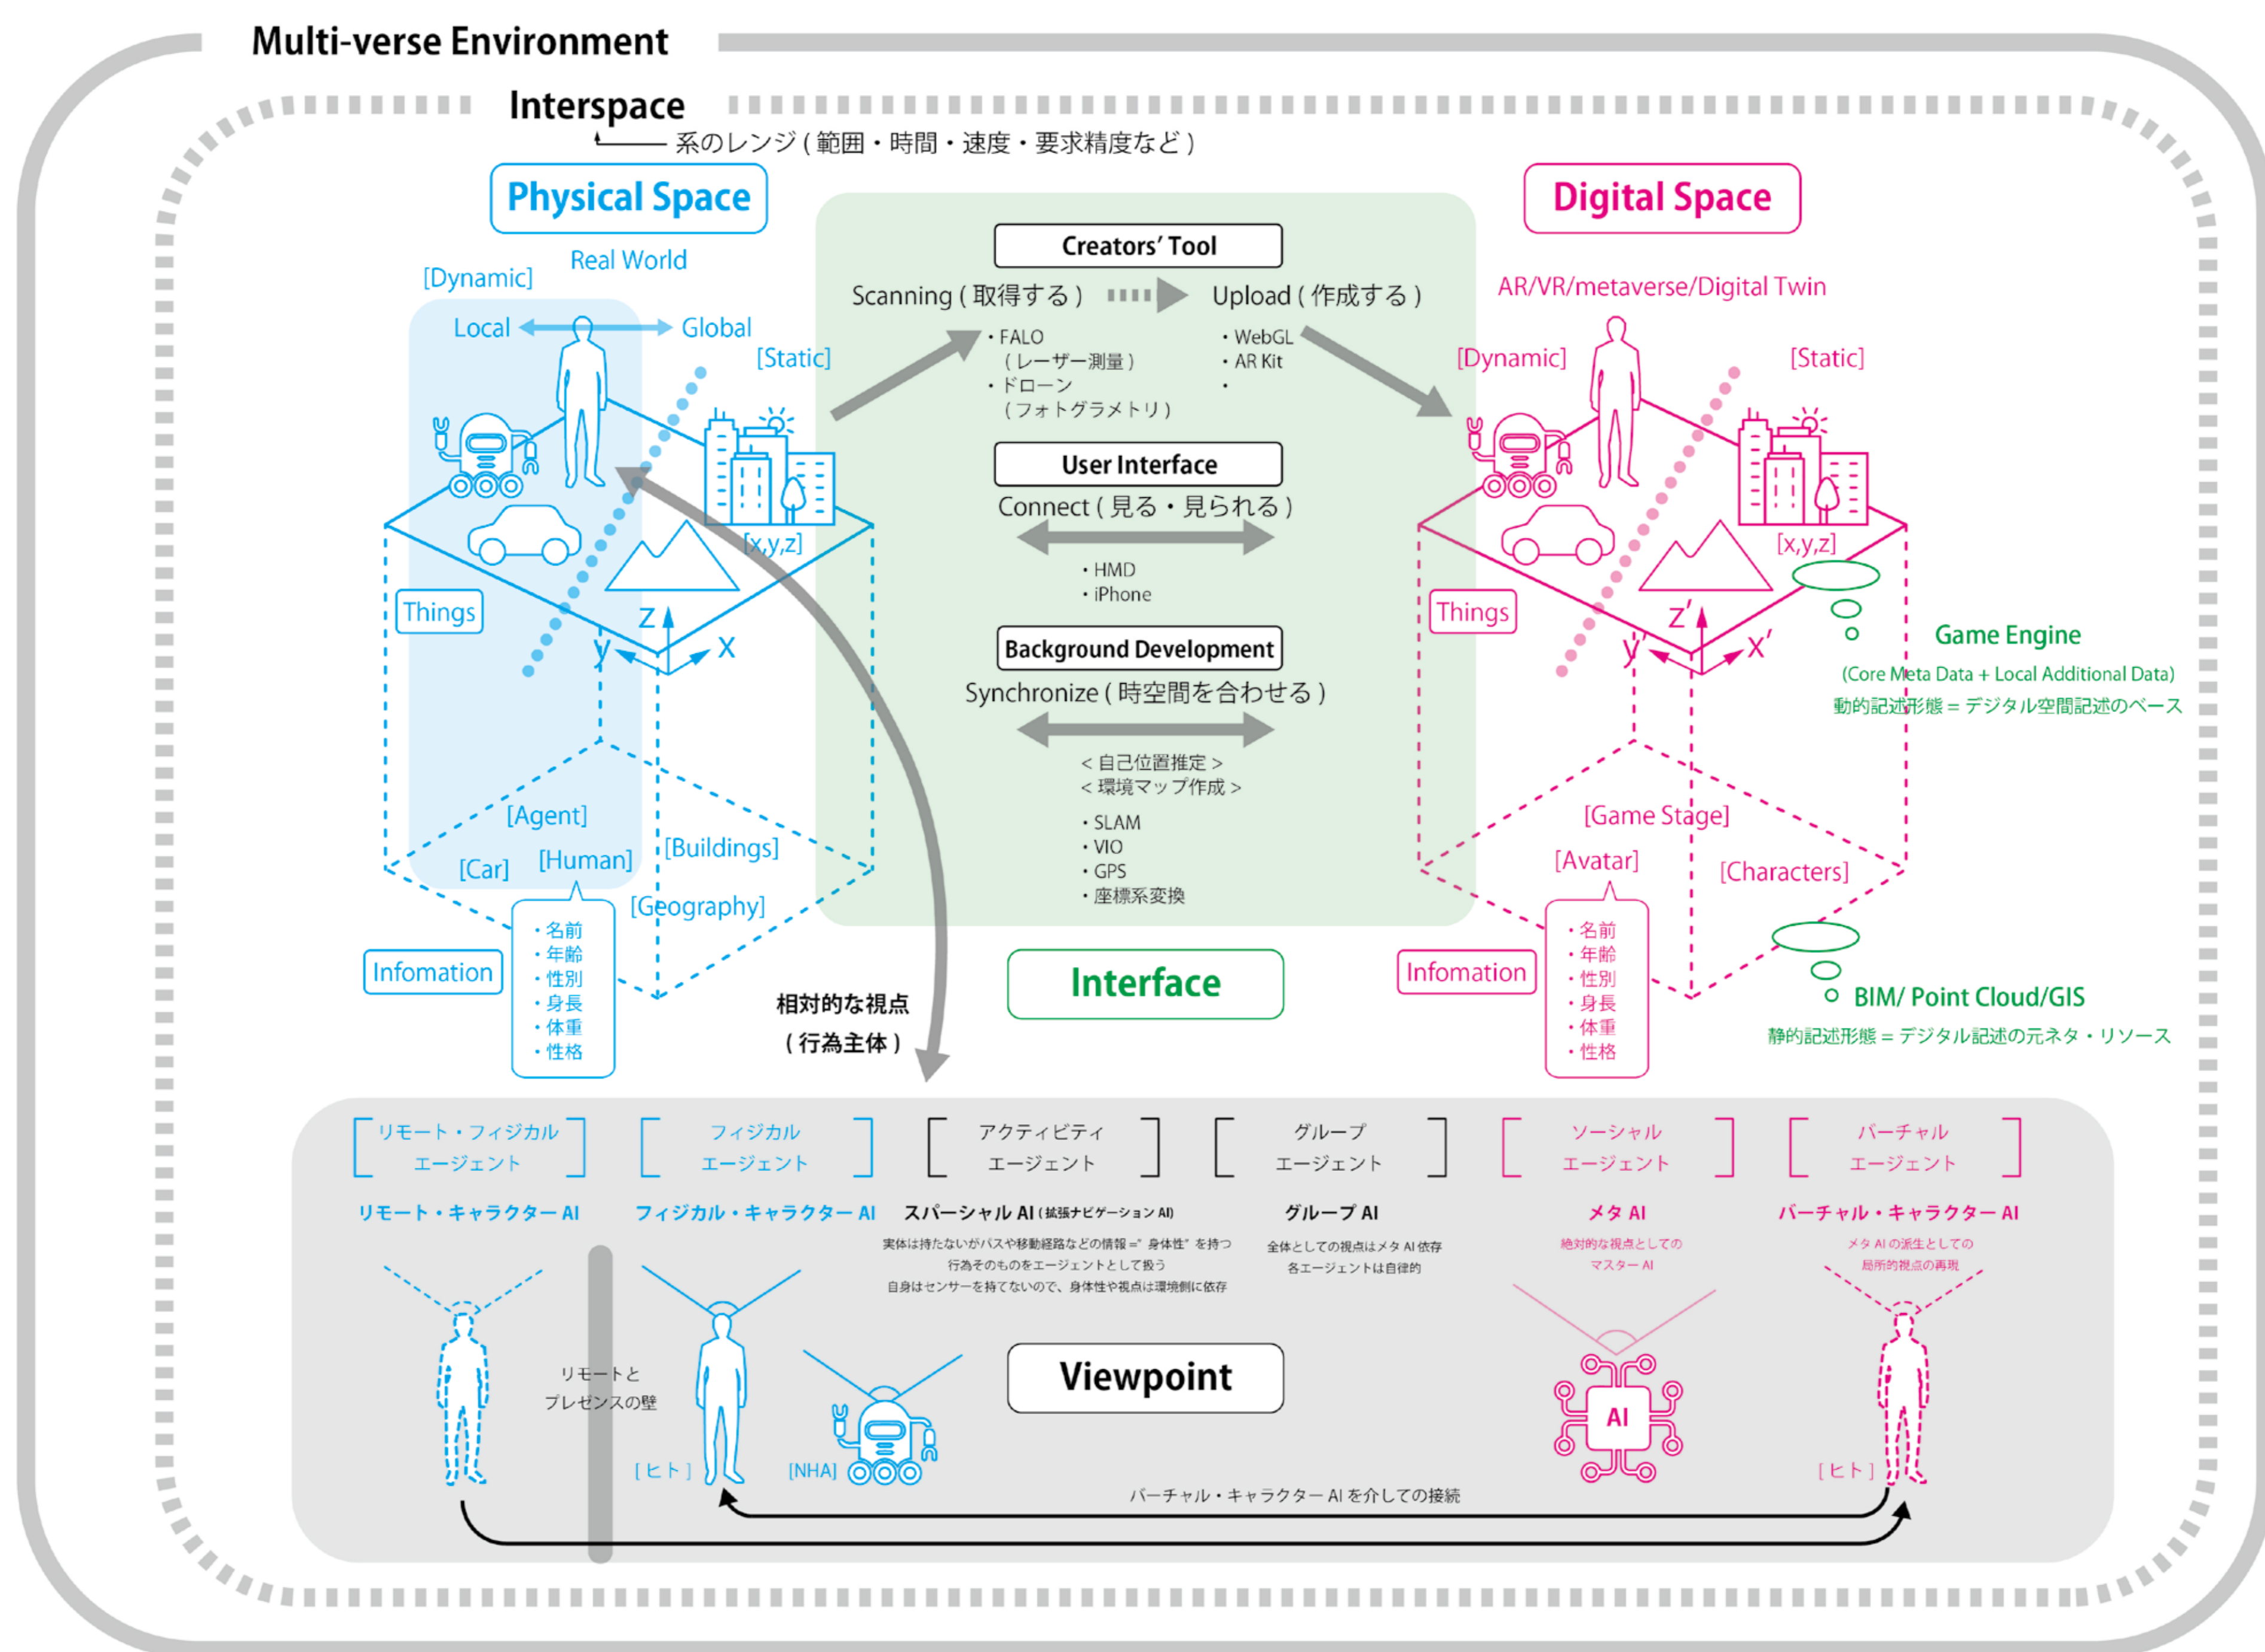 Multi-verse Environment
Interspace
系のレンジ ( 範囲・時間・速度・要求精度など )
Physical Space
Real World
[Dynamic]
Local
Global
[Static]
[x,y,z]
Things
Z
y
X
[Agent]
[Car]
[Human]
[Buildings]
[Geography]
Infomation
・名前
・年齢
・性別
・身長
・体重
・性格
Creators' Tool
Scanning ( 取得する )
Upload ( 作成する )
・FALO
( レーザー測量 )
・ドローン
( フォトグラメトリ )
・WebGL
・AR Kit
・
User Interface
Connect ( 見る・見られる )
・HMD
・iPhone
Background Development
Synchronize ( 時空間を合わせる )
< 自己位置推定 >
< 環境マップ作成 >
・SLAM
・VIO
・GPS
・座標系変換
Interface
相対的な視点
( 行為主体 )
Digital Space
AR/VR/metaverse/Digital Twin
[Dynamic]
[Static]
[x,y,z]
Things
Z'
y'
X'
Game Engine
(Core Meta Data + Local Additional Data)
動的記述形態 = デジタル空間記述のベース
[Game Stage]
[Avatar]
[Characters]
Infomation
・名前
・年齢
・性別
・身長
・体重
・性格
BIM/ Point Cloud/GIS
静的記述形態 = デジタル記述の元ネタ・リソース
リモート・フィジカル
エージェント
リモート・キャラクター AI
フィジカル
エージェント
フィジカル・キャラクター AI
アクティビティ
エージェント
スパーシャル AI ( 拡張ナビゲーション AI)
実体は持たないがパスや移動経路などの情報 =" 身体性" を持つ
行為そのものをエージェントとして扱う
自身はセンサーを持てないので、身体性や視点は環境側に依存
グループ
エージェント
グループ AI
全体としての視点はメタ AI 依存
各エージェントは自律的
ソーシャル
エージェント
メタ AI
絶対的な視点としての
マスター AI
バーチャル
エージェント
バーチャル・キャラクター AI
メタ AI の派生としての
局所的視点の再現
リモートと
プレゼンスの壁
[ ヒト ]
[NHA]
Viewpoint
AI
[ ヒト ]
バーチャル・キャラクター AI を介しての接続